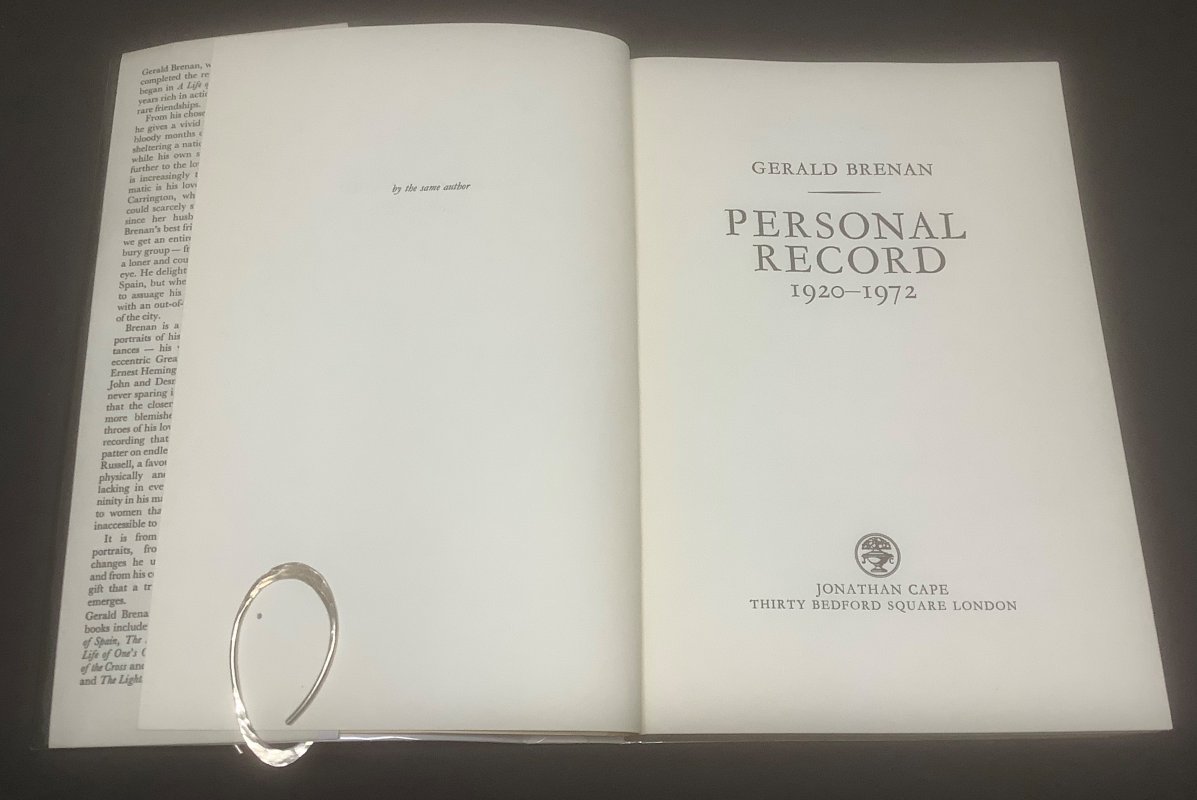 Gerald Brenan, w
completed the re
began in A Life of
years rich in actio
rare friendships.
From his chose
he gives a vivid
bloody months o
sheltering a natio
while his own s
further to the lo
is increasingly t
matic is his love
Carrington, wh
could scarcely s
since her husb
Brenan's best fri
we get an entire
bury group — fr
a loner and cou
eye. He delight
Spain, but whe
to assuage his
with an out-of-
of the city.
Brenan is a
portraits of his
tances — his
eccentric Grea
Ernest Heming
John and Desm
never sparing i
that the closer
more blemishe
throes of his lov
recording that
patter on endle
Russell, a favou
physically and
lacking in eve
ninity in his ma
to women tha
inaccessible to
It is from
portraits, fro
changes he u
and from his c
gift that a tr
emerges.
Gerald Brena
books include
of Spain, The
Life of One's O
of the Cross and
and The Light
by the same author
GERALD BRENAN
PERSONAL
RECORD
1920–1972
J C
JONATHAN CAPE
THIRTY BEDFORD SQUARE LONDON